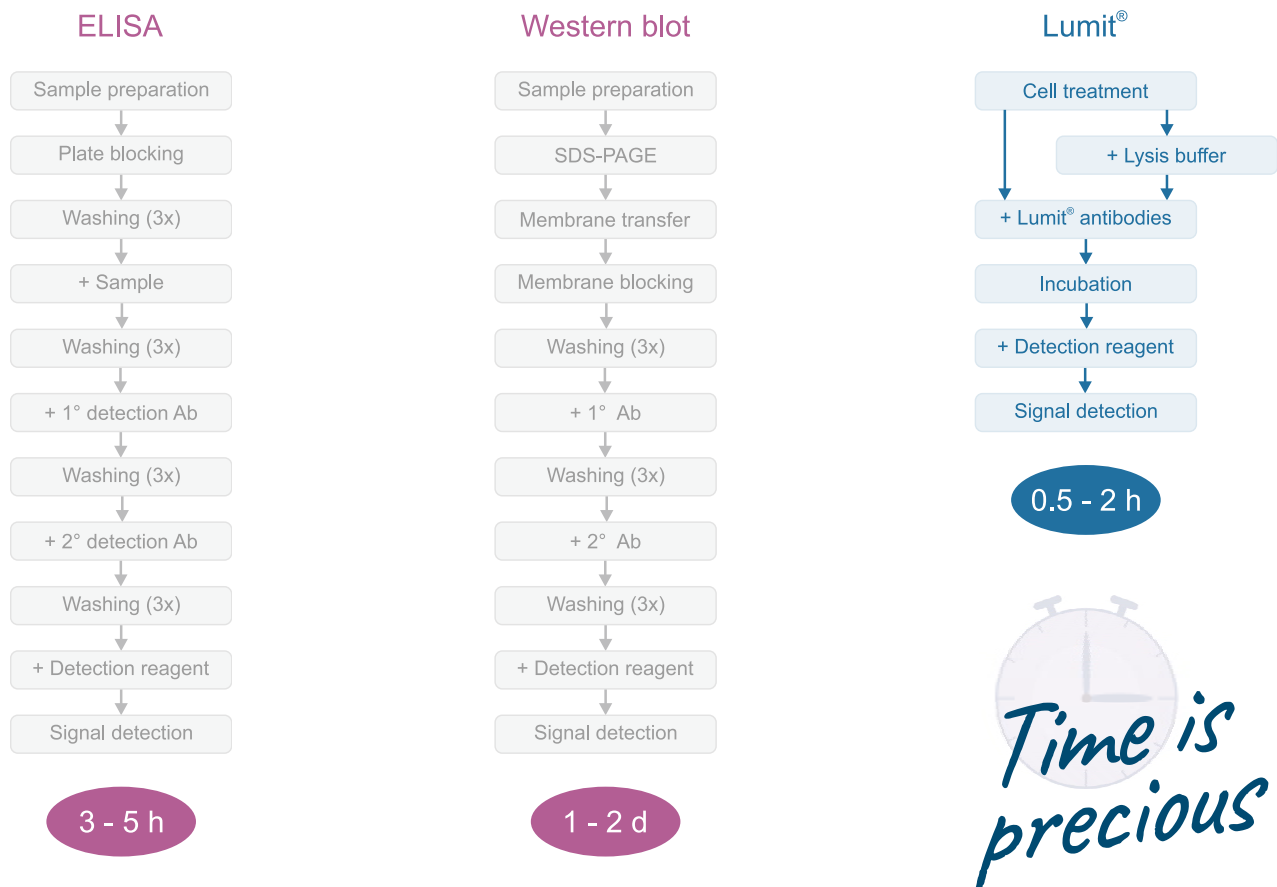 ELISA
Sample preparation
Plate blocking
Washing (3x)
+ Sample
Washing (3x)
+ 1° detection Ab
Washing (3x)
+ 2° detection Ab
Washing (3x)
+ Detection reagent
Signal detection
3 - 5 h
Western blot
Sample preparation
SDS-PAGE
Membrane transfer
Membrane blocking
Washing (3x)
+ 1° Ab
Washing (3x)
+ 2° Ab
Washing (3x)
+ Detection reagent
Signal detection
1 - 2 d
Lumit®
Cell treatment
+ Lysis buffer
+ Lumit® antibodies
Incubation
+ Detection reagent
Signal detection
0.5 - 2 h
Time is
precious